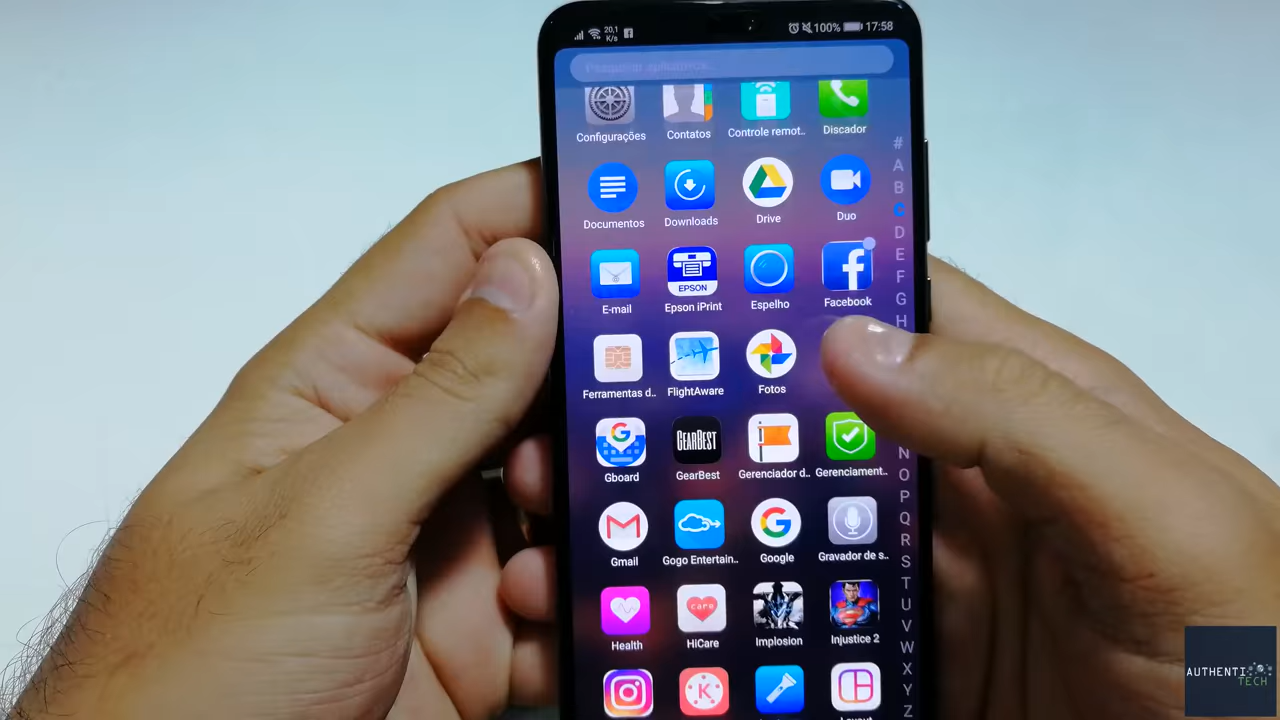 20,1
K/s
100% 17:58
Pesquisar aplicativos...
Configurações Contatos Controle remot.. Discador
Documentos Downloads Drive Duo
E-mail Epson iPrint Espelho Facebook
EPSON
Ferramentas d.. FlightAware Fotos
GEARBEST
Gboard GearBest Gerenciador d.. Gerenciament..
Gmail Gogo Entertain.. Google Gravador de s..
care
Health HiCare Implosion Injustice 2
K
#
A
B
C
D
E
F
G
H
N
O
P
Q
R
S
T
U
V
W
X
Y
Z
AUTHENTI
TECH